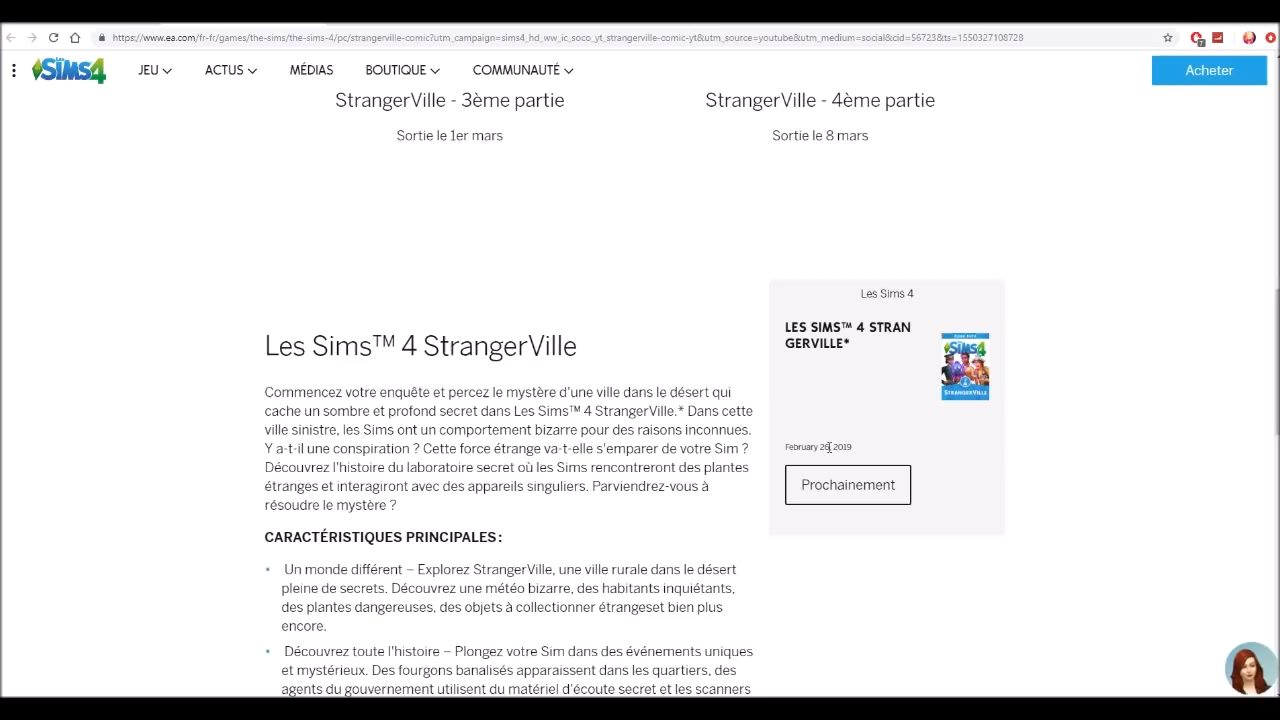 https://www.ea.com/fr-fr/games/the-sims/the-sims-4/pc/strangerville-comic?utm_campaign=sims4_hd_ww_ic_soco_yt_strangerville-comic-yt&utm_source=youtube&utm_medium=social&cid=56723&ts=1550327108728
Les SIMS 4
JEU
ACTUS
MÉDIAS
BOUTIQUE
COMMUNAUTÉ
Acheter
StrangerVille - 3ème partie
StrangerVille - 4ème partie
Sortie le 1er mars
Sortie le 8 mars
Les Sims™ 4 StrangerVille
Commencez votre enquête et percez le mystère d'une ville dans le désert qui
cache un sombre et profond secret dans Les Sims™ 4 StrangerVille.* Dans cette
ville sinistre, les Sims ont un comportement bizarre pour des raisons inconnues.
Y a-t-il une conspiration ? Cette force étrange va-t-elle s'emparer de votre Sim ?
Découvrez l'histoire du laboratoire secret où les Sims rencontreront des plantes
étranges et interagiront avec des appareils singuliers. Parviendrez-vous à
résoudre le mystère ?
CARACTÉRISTIQUES PRINCIPALES :
• Un monde différent – Explorez StrangerVille, une ville rurale dans le désert
pleine de secrets. Découvrez une météo bizarre, des habitants inquiétants,
des plantes dangereuses, des objets à collectionner étrangeset bien plus
encore.
• Découvrez toute l'histoire – Plongez votre Sim dans des événements uniques
et mystérieux. Des fourgons banalisés apparaissent dans les quartiers, des
agents du gouvernement utilisent du matériel d'écoute secret et les scanners
Les Sims 4
LES SIMS™ 4 STRAN
GERVILLE*
SIMS 4
STRANGERVILLE
February 26, 2019
Prochainement